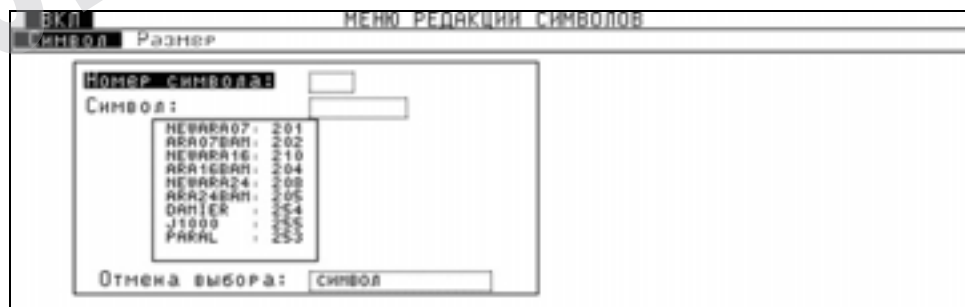 ВКЛ МЕНЮ РЕДАКЦИИ СИМВОЛОВ
Символ Размер
Номер символа:
Символ:
NEWARA07: 201
ARA07BAM: 202
NEWARA16: 210
ARA16BAM: 204
NEWARA24: 208
ARA24BAM: 205
DAMIER : 254
J1000 : 255
PARAL : 253
Отмена выбора: СИМВОЛ